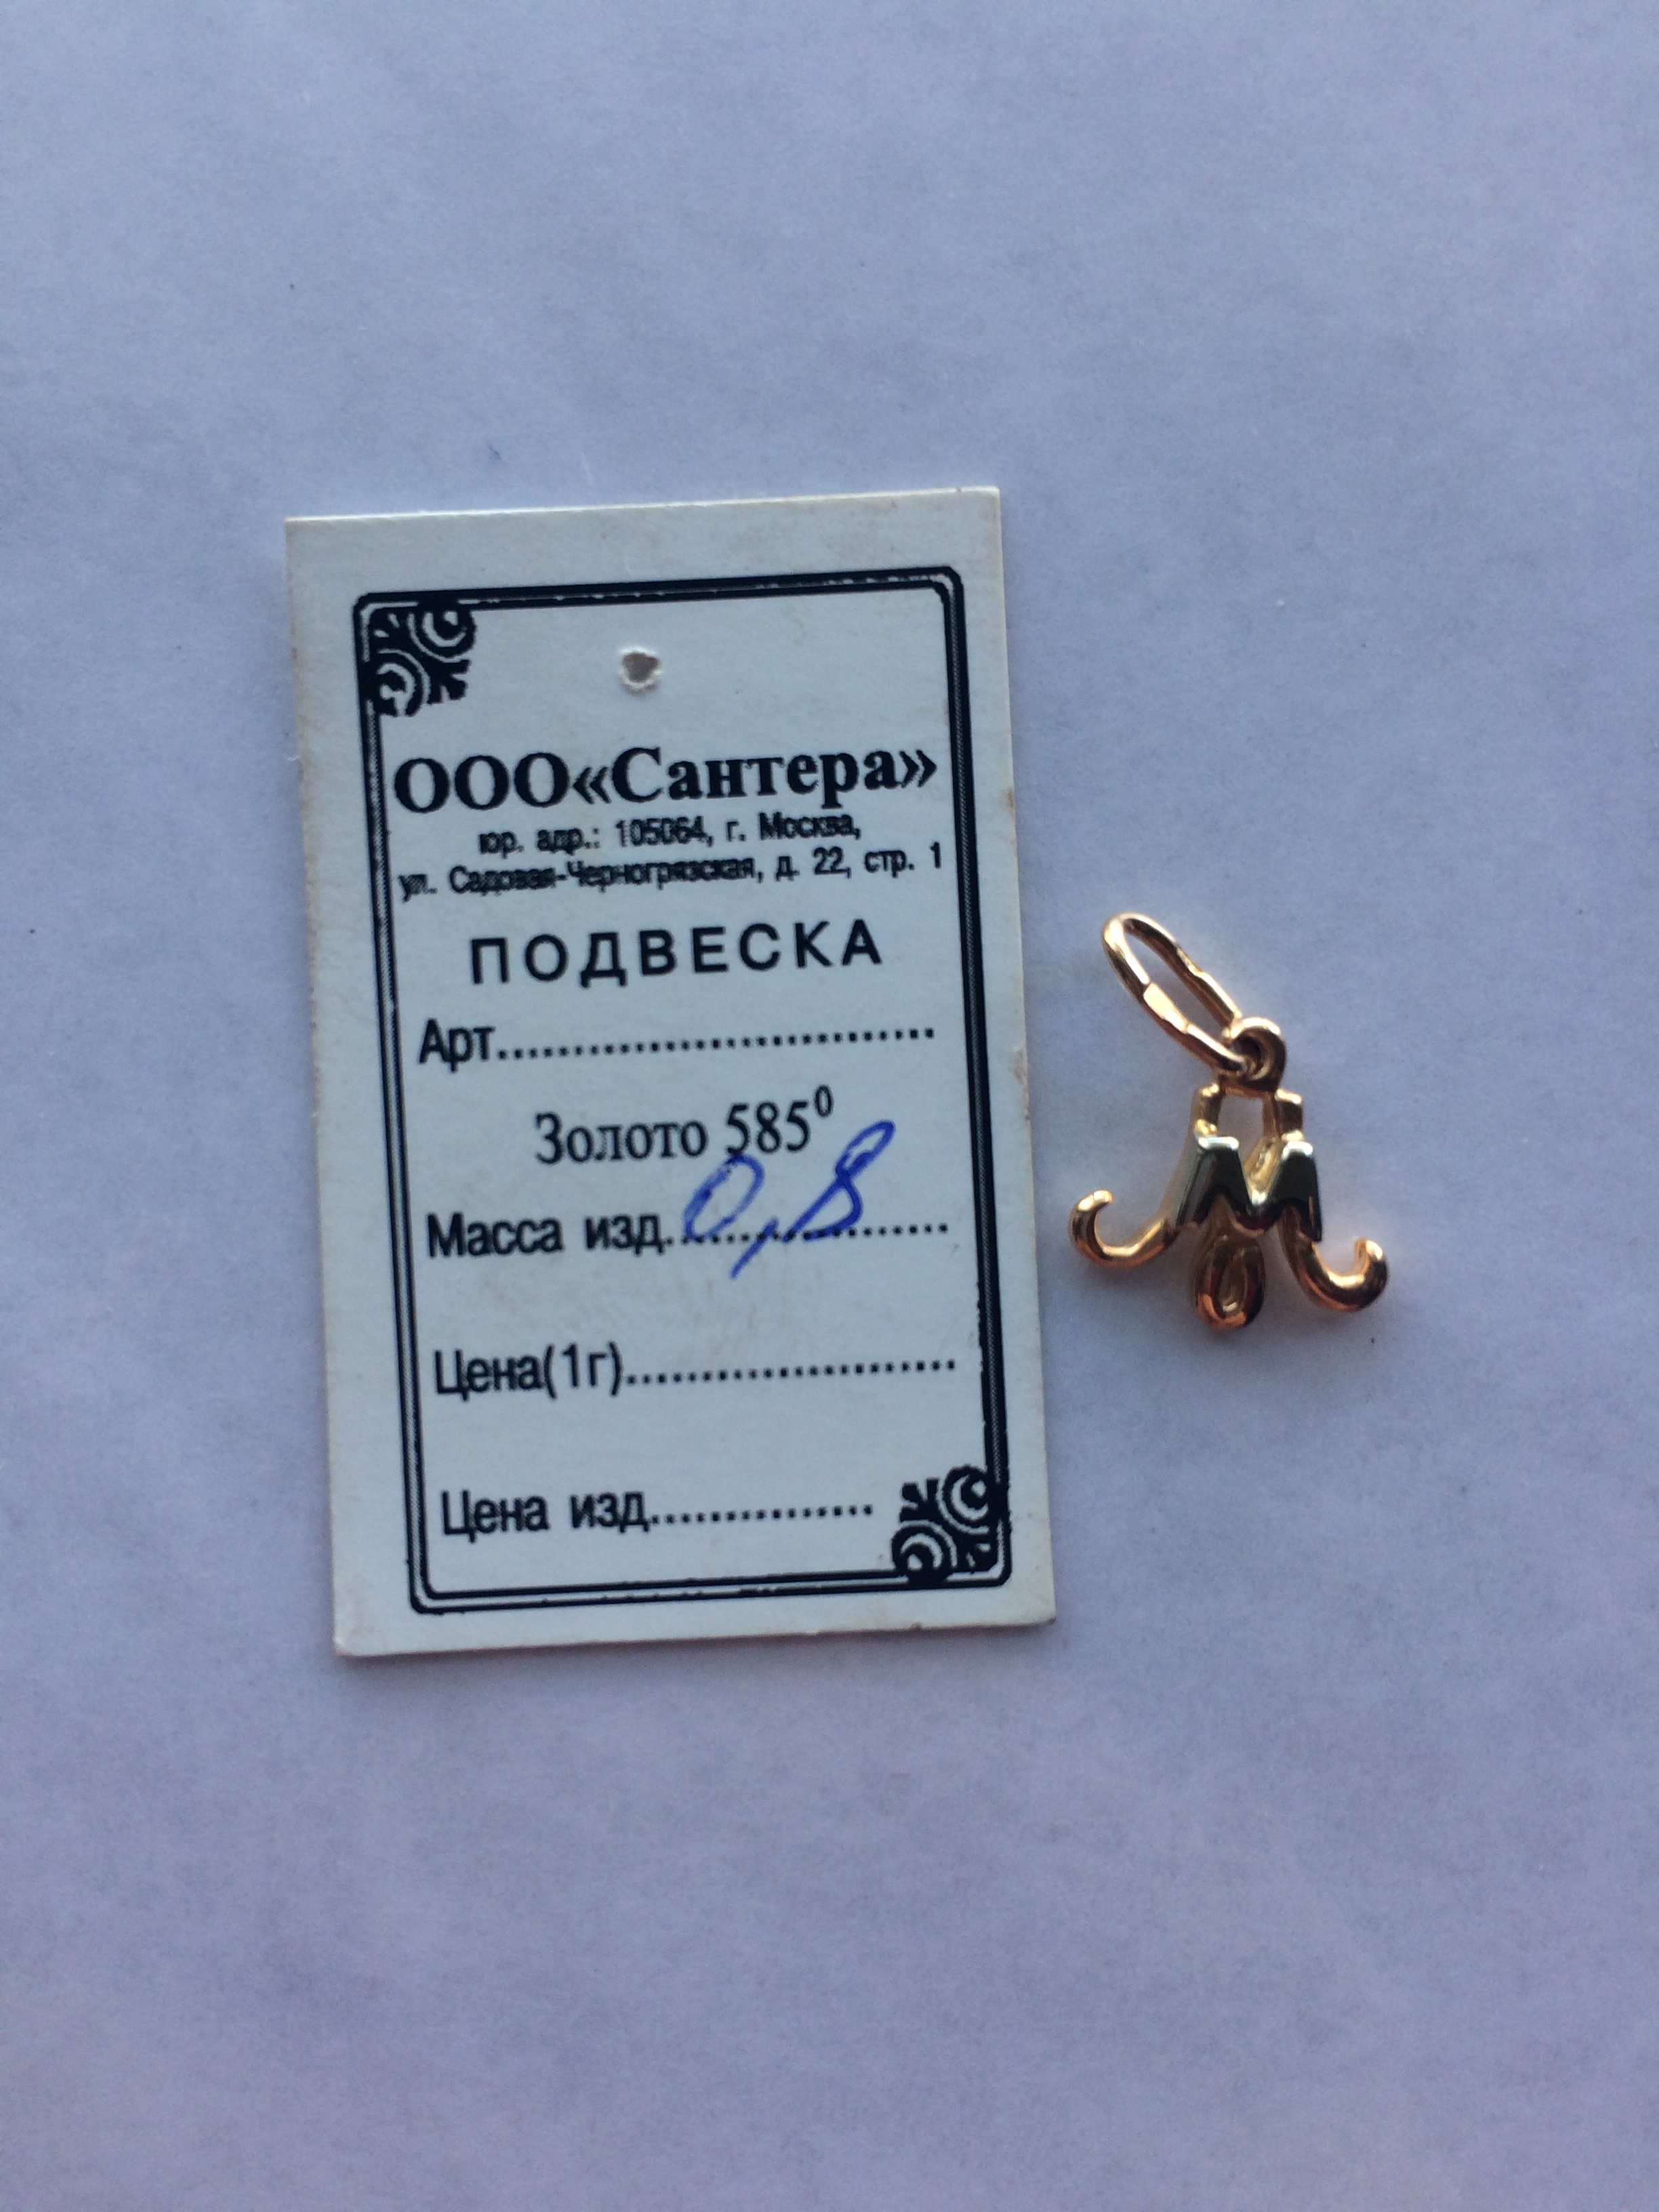 ООО«Сантера»
юр. адр.: 105064, г. Москва,
ул. Садовая-Черногрязская, д. 22, стр. 1
ПОДВЕСКА
Арт..............................
Золото 585⁰
Масса изд. 0,8
Цена(1г)......................
Цена изд...............
М